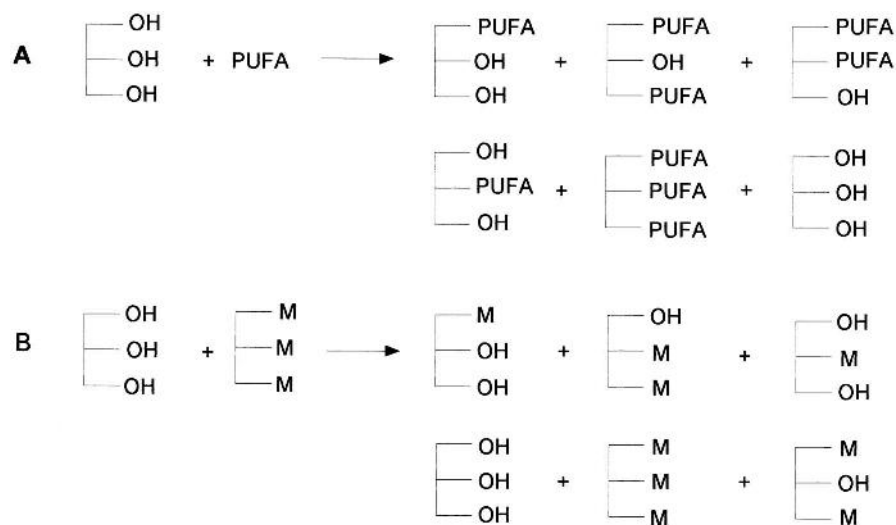 OH PUFA PUFA PUFA
A OH + PUFA OH + OH + PUFA
OH OH PUFA OH
OH PUFA OH
PUFA + PUFA + OH
OH PUFA OH
OH M M OH OH
B OH + M OH + M + M
OH M OH M OH
OH M M
OH + M + OH
OH M M